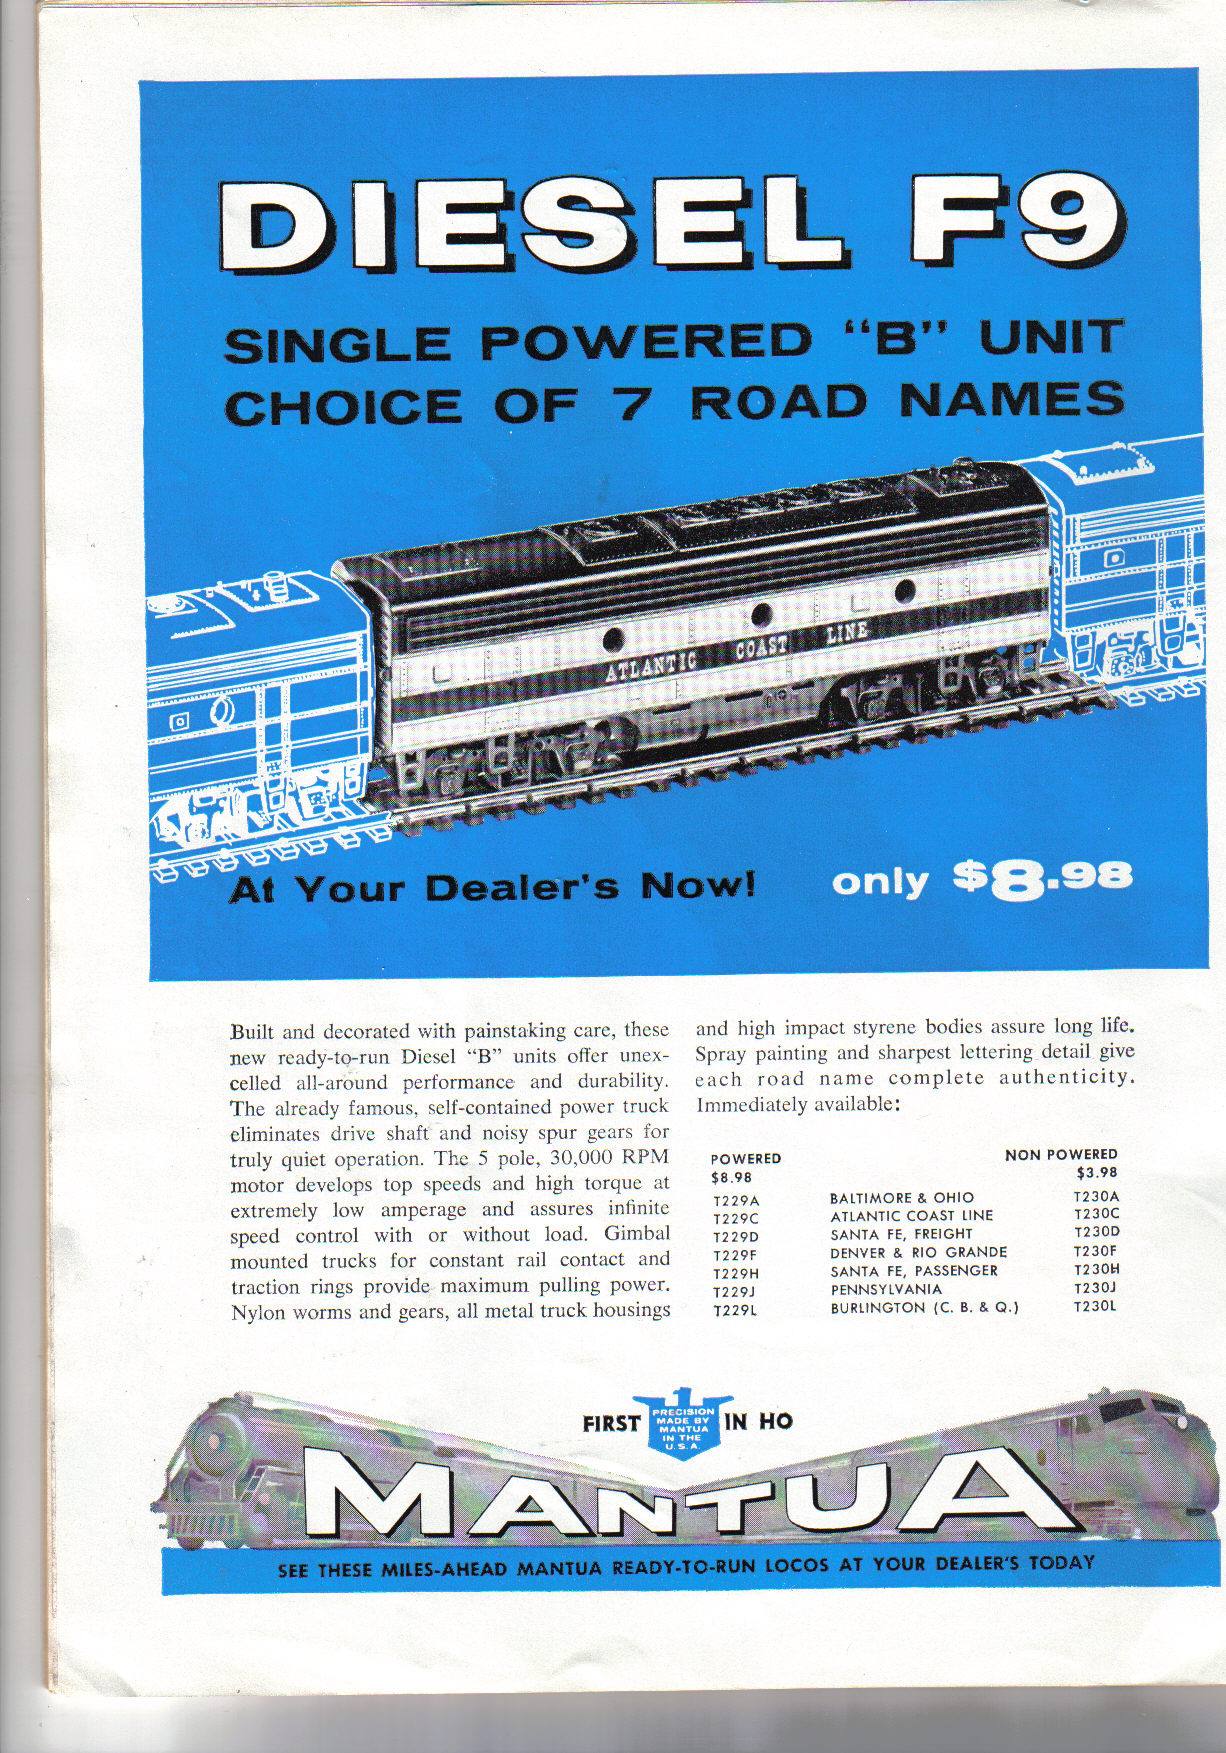 DIESEL F9
SINGLE POWERED "B" UNIT
CHOICE OF 7 ROAD NAMES
ATLANTIC COAST LINE
At Your Dealer's Now! only $8.98
Built and decorated with painstaking care, these
new ready-to-run Diesel “B” units offer unex-
celled all-around performance and durability.
The already famous, self-contained power truck
eliminates drive shaft and noisy spur gears for
truly quiet operation. The 5 pole, 30,000 RPM
motor develops top speeds and high torque at
extremely low amperage and assures infinite
speed control with or without load. Gimbal
mounted trucks for constant rail contact and
traction rings provide maximum pulling power.
Nylon worms and gears, all metal truck housings
and high impact styrene bodies assure long life.
Spray painting and sharpest lettering detail give
each road name complete authenticity.
Immediately available:
POWERED NON POWERED
$8.98 $3.98
T229A BALTIMORE & OHIO T230A
T229C ATLANTIC COAST LINE T230C
T229D SANTA FE, FREIGHT T230D
T229F DENVER & RIO GRANDE T230F
T229H SANTA FE, PASSENGER T230H
T229J PENNSYLVANIA T230J
T229L BURLINGTON (C. B. & Q.) T230L
FIRST IN HO
1
PRECISION
MADE BY
MANTUA
IN THE
U.S.A.
MANTUA
SEE THESE MILES-AHEAD MANTUA READY-TO-RUN LOCOS AT YOUR DEALER'S TODAY